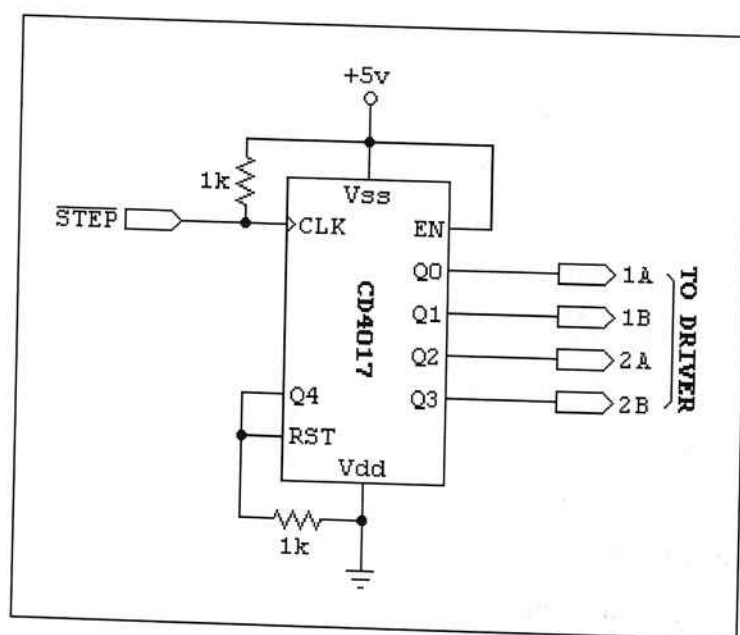 +5v
1k
Vss
STEP
CLK
EN
Q0
1A
Q1
1B
CD4017
TO DRIVER
Q2
2A
Q4
Q3
2B
RST
Vdd
1k